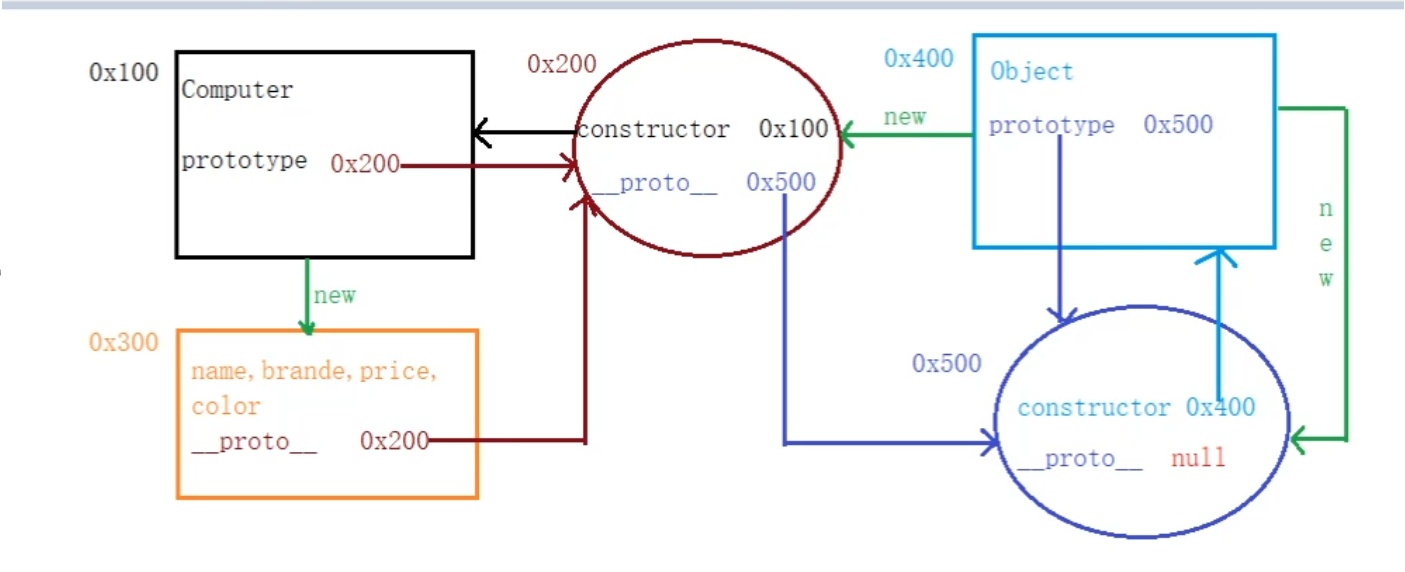 0x100
Computer
prototype 0x200
new
0x300
name,brande,price,
color
__proto__ 0x200
0x200
constructor 0x100
__proto__ 0x500
new
0x400
Object
prototype 0x500
n
e
w
0x500
constructor 0x400
__proto__ null